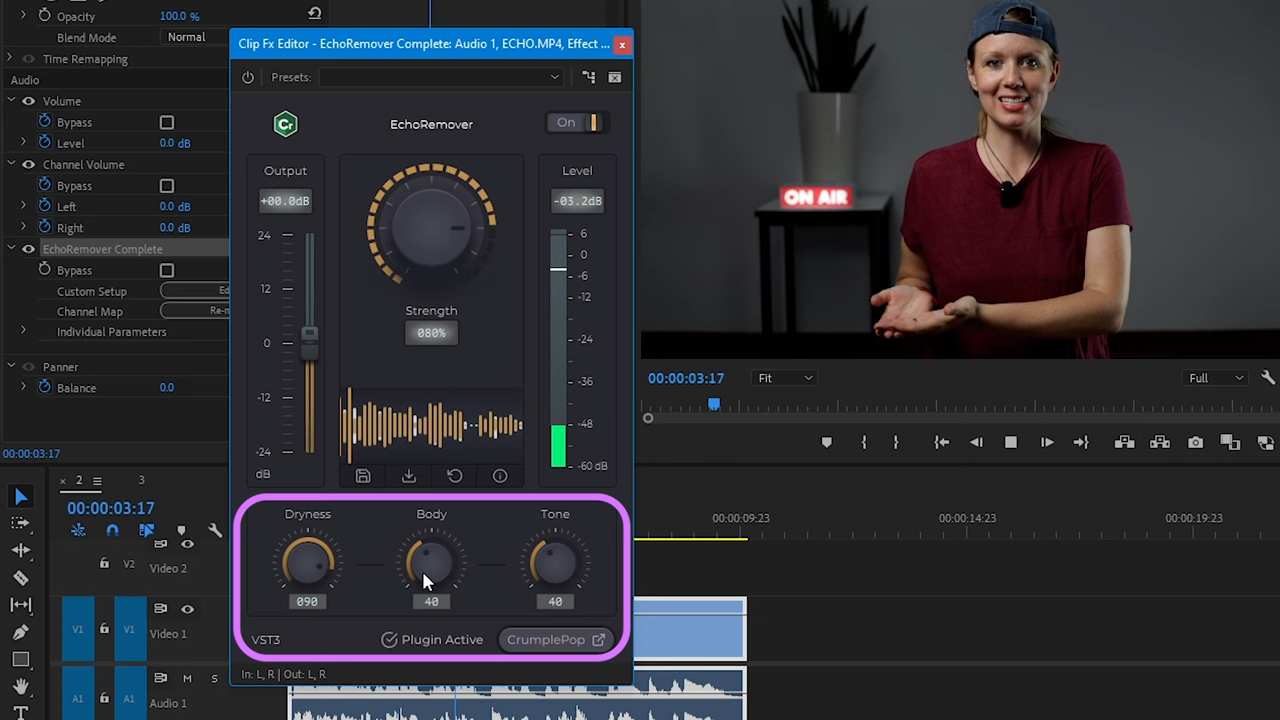 Opacity 100.0 %
Blend Mode Normal
Time Remapping
Audio
Volume
Bypass
Level 0.0 dB
Channel Volume
Bypass
Left 0.0 dB
Right 0.0 dB
EchoRemover Complete
Bypass
Custom Setup
Channel Map
Individual Parameters
Panner
Balance 0.0
00:00:03:17
Clip Fx Editor - EchoRemover Complete: Audio 1, ECHO.MP4, Effect ... x
Presets:
Cr EchoRemover On
Output
+00.0dB
24
12
0
-12
-24
dB
Strength
080%
Level
-03.2dB
6
0
-6
-12
-24
-36
-48
-60 dB
Dryness Body Tone
090 40 40
VST3 Plugin Active CrumplePop
In: L, R | Out: L, R
ON AIR
00:00:03:17 Fit Full
× 2 3
00:00:03:17
00:00:09:23 00:00:14:23 00:00:19:23
V2 Video 2
V1 V1 Video 1
A1 A1 M S
Audio 1
T